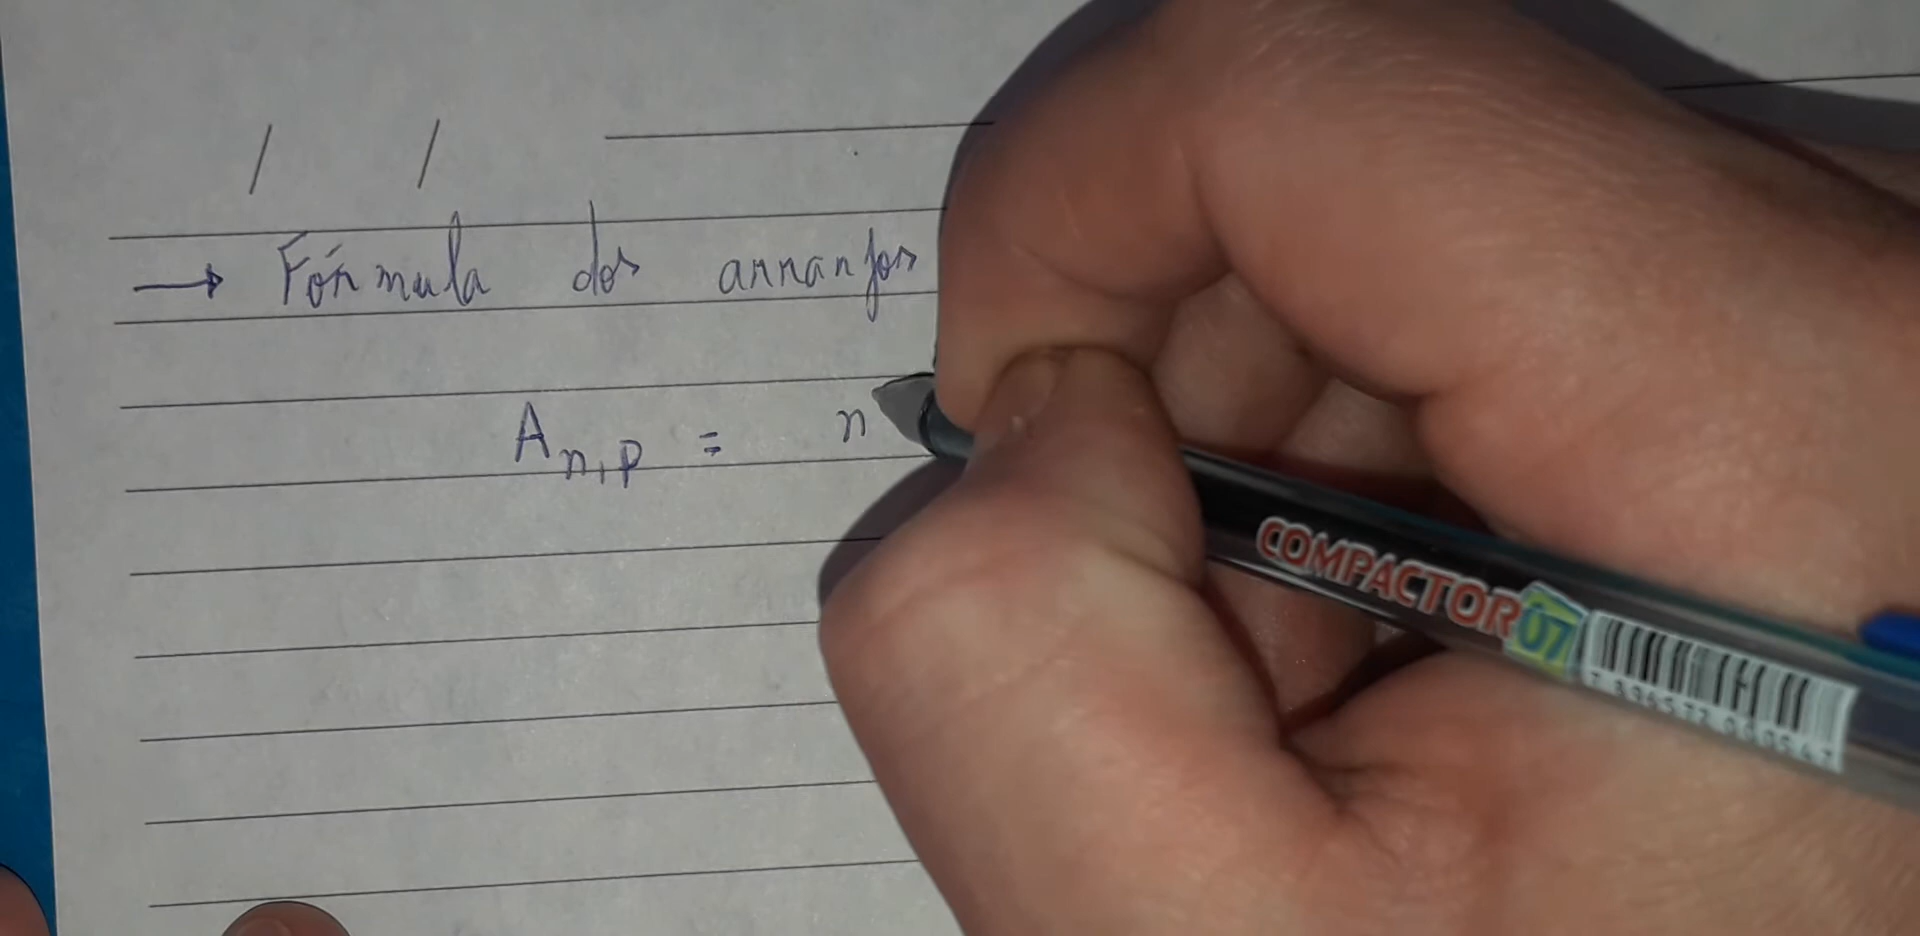 / /
→ Fórmula dos arranjos
A n,p = n
COMPACTOR 07